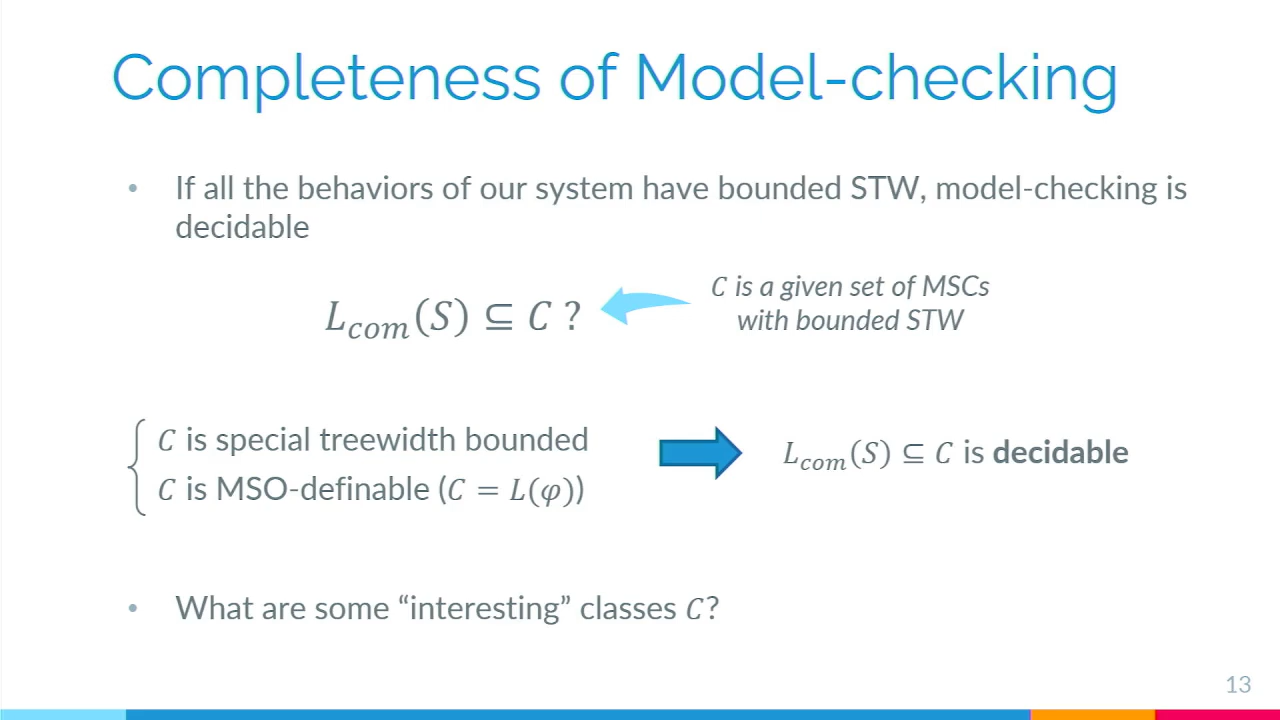 Completeness of Model-checking
• If all the behaviors of our system have bounded STW, model-checking is
decidable
L_com(S) ⊆ C ?
C is a given set of MSCs
with bounded STW
C is special treewidth bounded
C is MSO-definable (C = L(φ))
L_com(S) ⊆ C is decidable
• What are some “interesting” classes C?
13